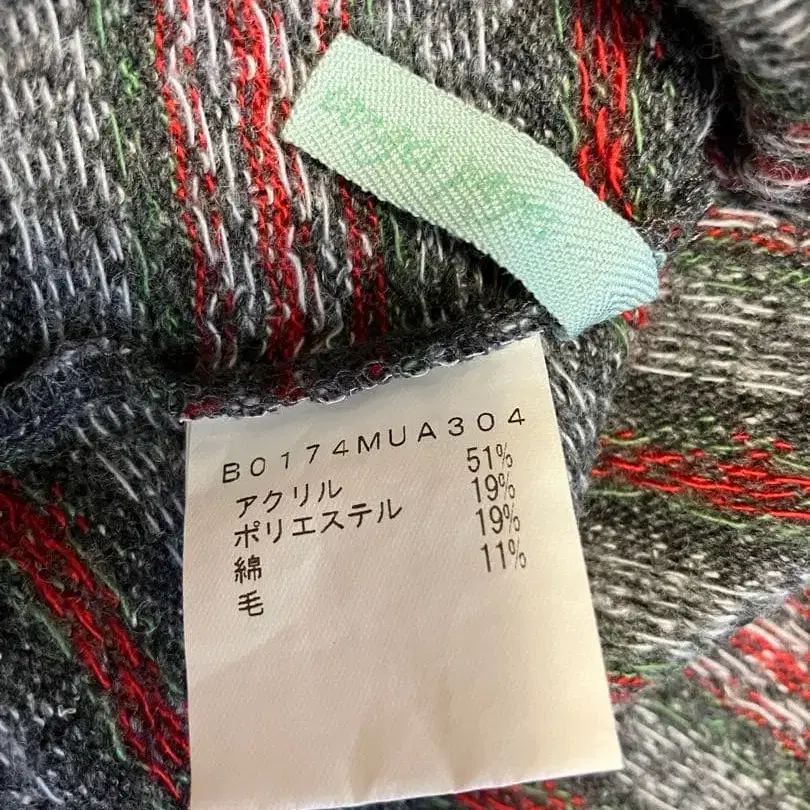 B0174MUA304
アクリル 51%
ポリエステル 19%
綿 19%
毛 11%